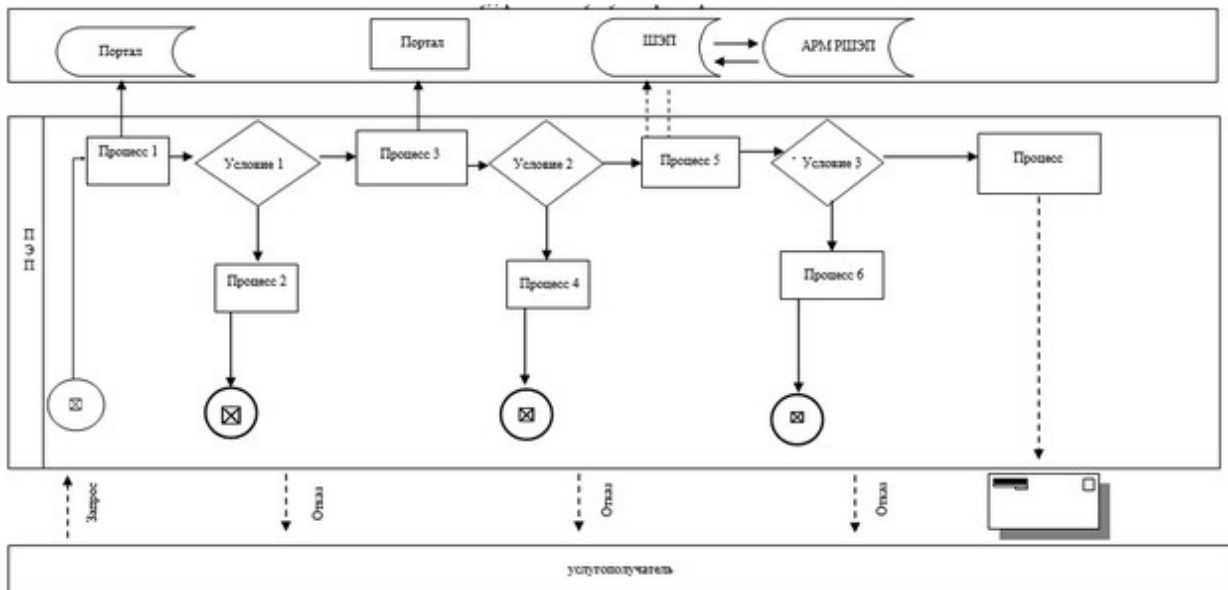 Портал
Портал
ШЭП
АРМ РШЭП
Процесс 1
Условие 1
Процесс 3
Условие 2
Процесс 5
Условие 3
Процесс
П
Э
П
Процесс 2
Процесс 4
Процесс 6
Запрос
Отказ
Отказ
Отказ
услугополучатель